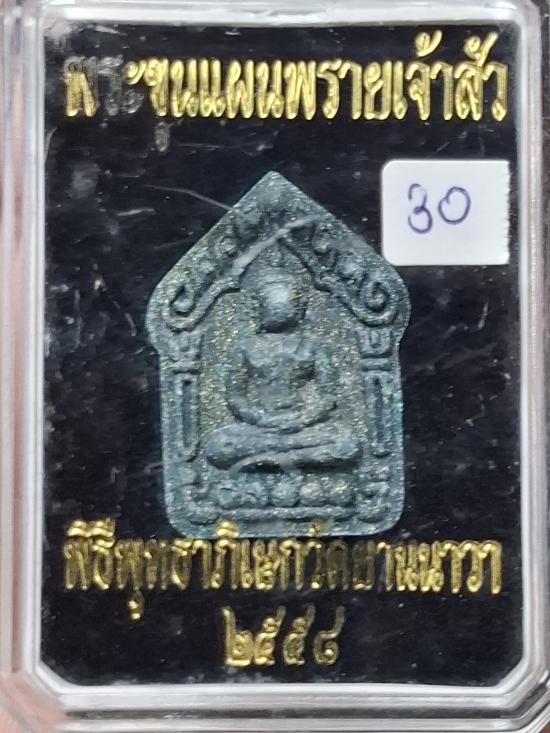 พระขุนแผนพรายเจ้าสัว
30
พิธีพุทธาภิเษกวัดยานนาวา
๒๕๕๘